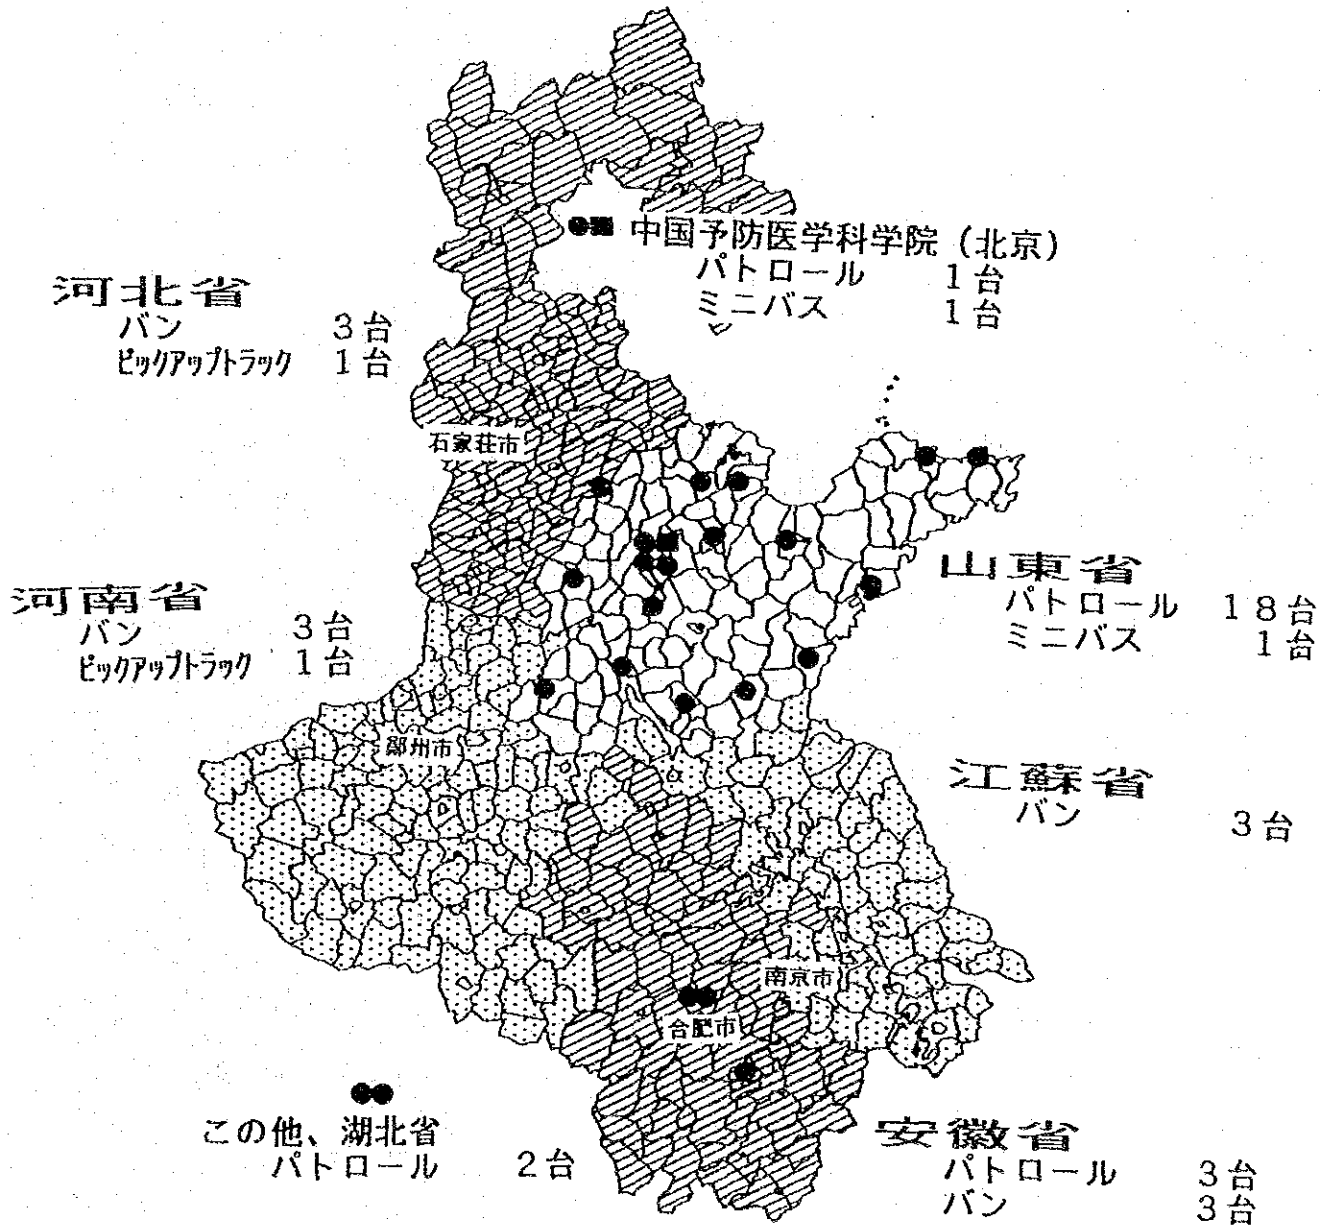 中国予防医学科学院（北京）
パトロール 1台
ミニバス 1台
河北省
バン 3台
ピックアップトラック 1台
石家荘市
山東省
パトロール 18台
ミニバス 1台
河南省
バン 3台
ピックアップトラック 1台
鄭州市
江蘇省
バン 3台
南京市
合肥市
この他、湖北省
パトロール 2台
安徽省
パトロール 3台
バン 3台